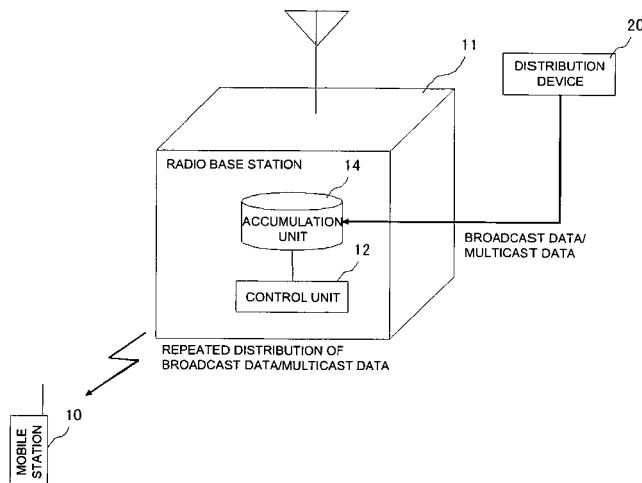 20
11
DISTRIBUTION
DEVICE
RADIO BASE STATION
14
ACCUMULATION
UNIT
BROADCAST DATA/
MULTICAST DATA
12
CONTROL UNIT
REPEATED DISTRIBUTION OF
BROADCAST DATA/MULTICAST DATA
10
MOBILE
STATION